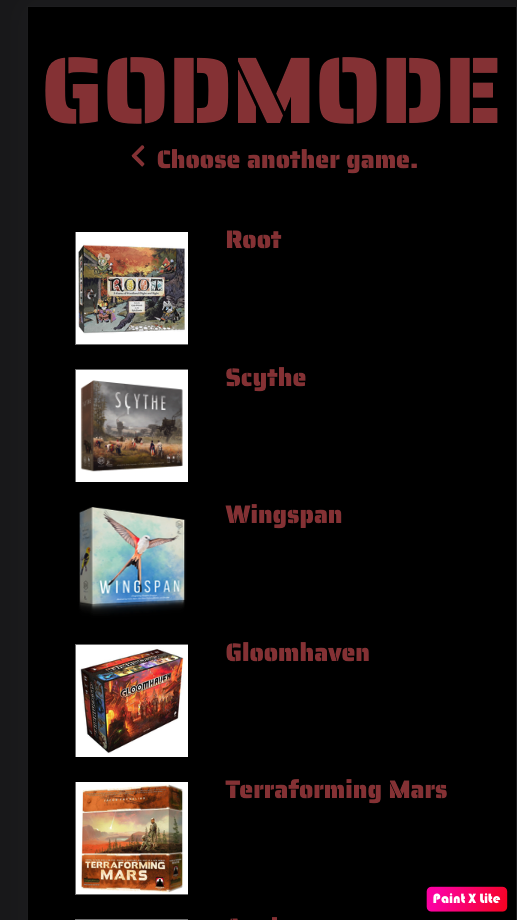 GODMODE
Choose another game.
Root
ROOT
Scythe
SCYTHE
Wingspan
WINGSPAN
Gloomhaven
GLOOMHAVEN
Terraforming Mars
TERRAFORMING
MARS
Paint X Lite